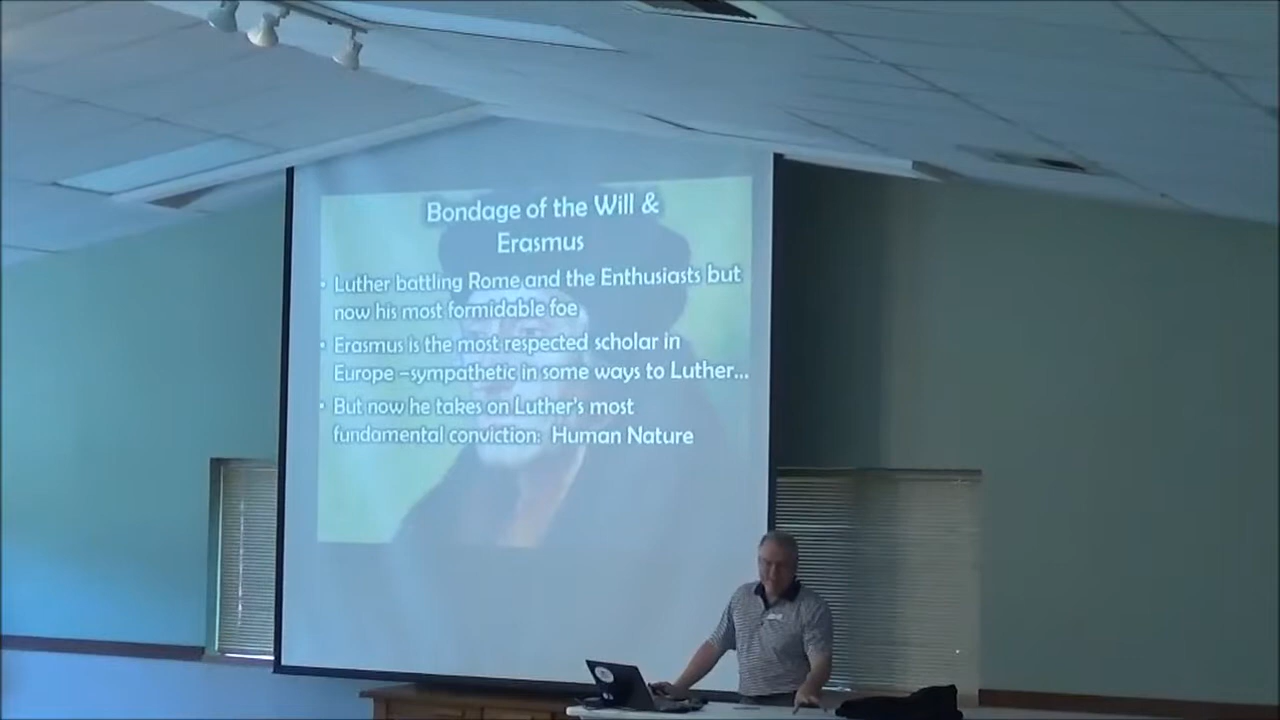 Bondage of the Will &
Erasmus
• Luther battling Rome and the Enthusiasts but
now his most formidable foe
• Erasmus is the most respected scholar in
Europe –sympathetic in some ways to Luther...
• But now he takes on Luther's most
fundamental conviction: Human Nature